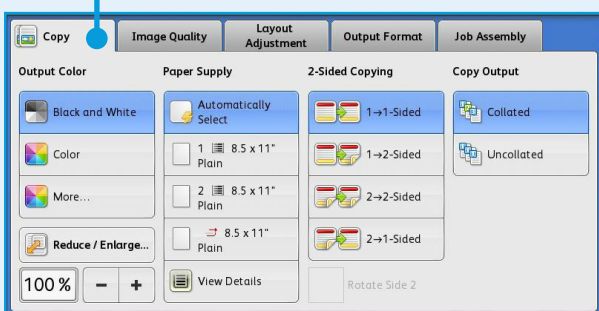 Copy
Image Quality
Layout
Adjustment
Output Format
Job Assembly
Output Color
Paper Supply
2-Sided Copying
Copy Output
Black and White
Color
More...
Reduce / Enlarge...
100 % − +
Automatically
Select
1 8.5 x 11"
Plain
2 8.5 x 11"
Plain
8.5 x 11"
Plain
View Details
1→1-Sided
1→2-Sided
2→2-Sided
2→1-Sided
Rotate Side 2
Collated
Uncollated